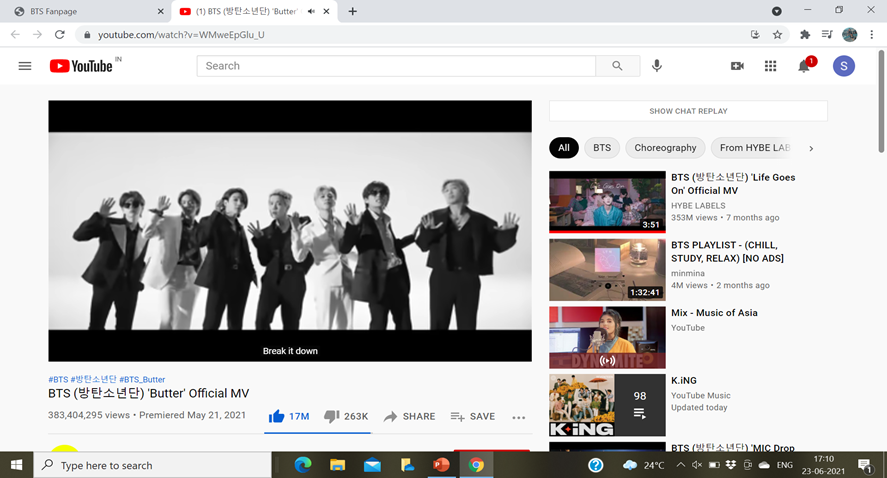 BTS Fanpage
(1) BTS (방탄소년단) 'Butter'
youtube.com/watch?v=WMweEpGlu_U
YouTube IN
Search
1
S
SHOW CHAT REPLAY
All
BTS
Choreography
From HYBE LAB
Break it down
#BTS #방탄소년단 #BTS_Butter
BTS (방탄소년단) 'Butter' Official MV
383,404,295 views • Premiered May 21, 2021
17M
263K
SHARE
SAVE
3:51
BTS (방탄소년단) 'Life Goes
On' Official MV
HYBE LABELS
353M views • 7 months ago
1:32:41
BTS PLAYLIST - (CHILL,
STUDY, RELAX) [NO ADS]
minmina
4M views • 2 months ago
DYNAMITE
Mix - Music of Asia
YouTube
K.iNG
98
K.iNG
YouTube Music
Updated today
BTS (방탄소년단) 'MIC Drop
Type here to search
24°C
ENG
17:10
23-06-2021
1